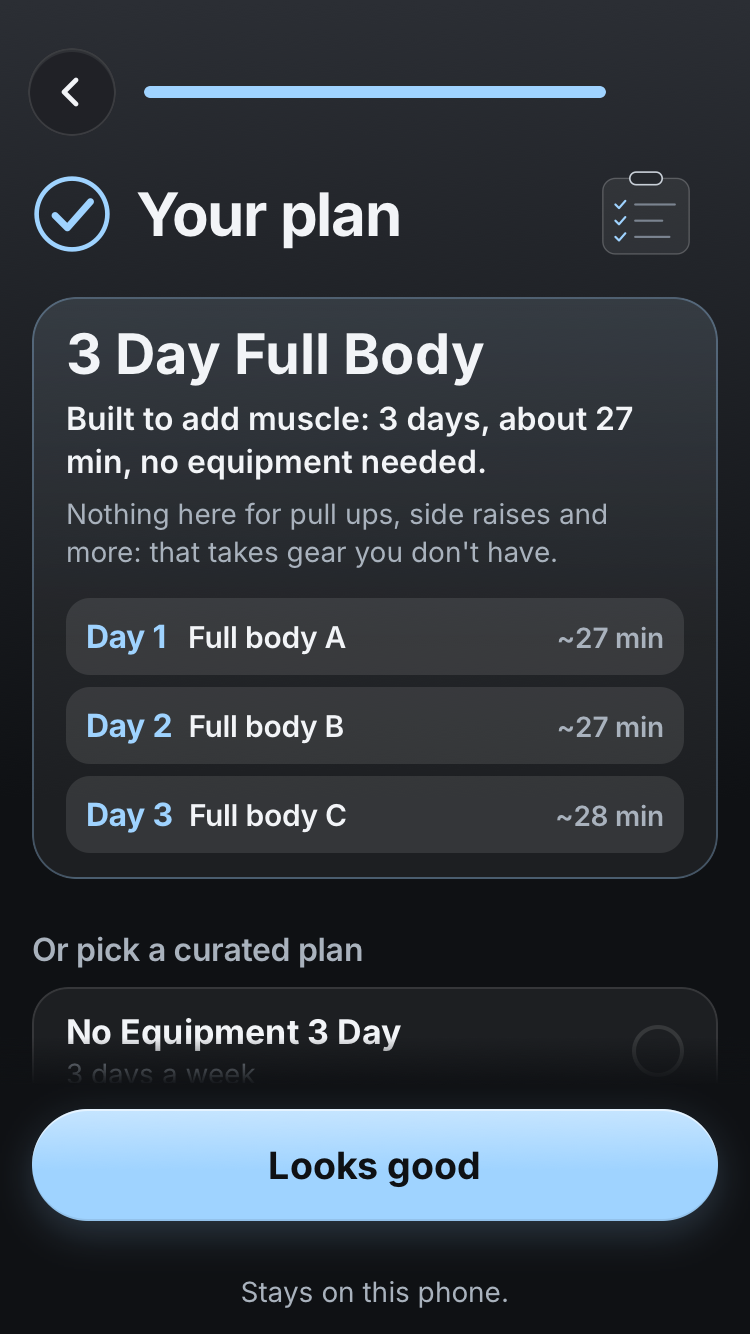 Your plan
3 Day Full Body
Built to add muscle: 3 days, about 27
min, no equipment needed.
Nothing here for pull ups, side raises and
more: that takes gear you don't have.
Day 1 Full body A ~27 min
Day 2 Full body B ~27 min
Day 3 Full body C ~28 min
Or pick a curated plan
No Equipment 3 Day
3 days a week
Looks good
Stays on this phone.